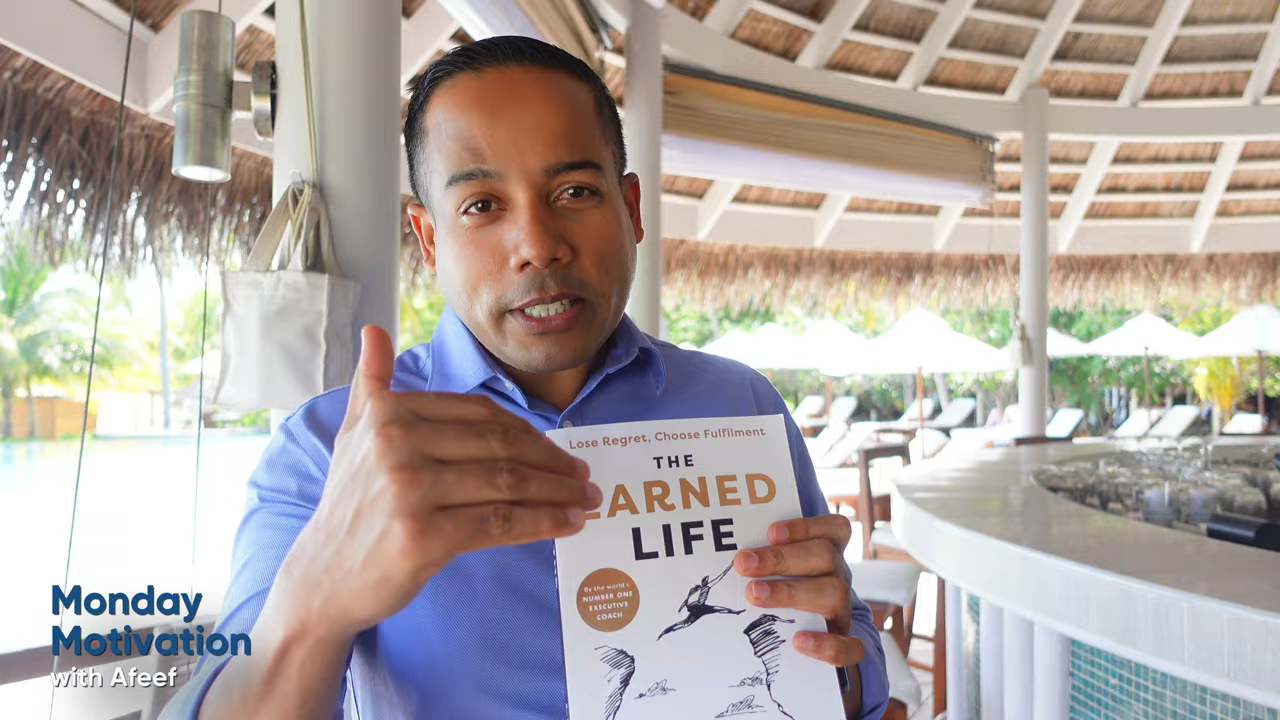 Lose Regret, Choose Fulfilment
THE
EARNED
LIFE
By the world's
NUMBER ONE
EXECUTIVE
COACH
Monday
Motivation
with Afeef